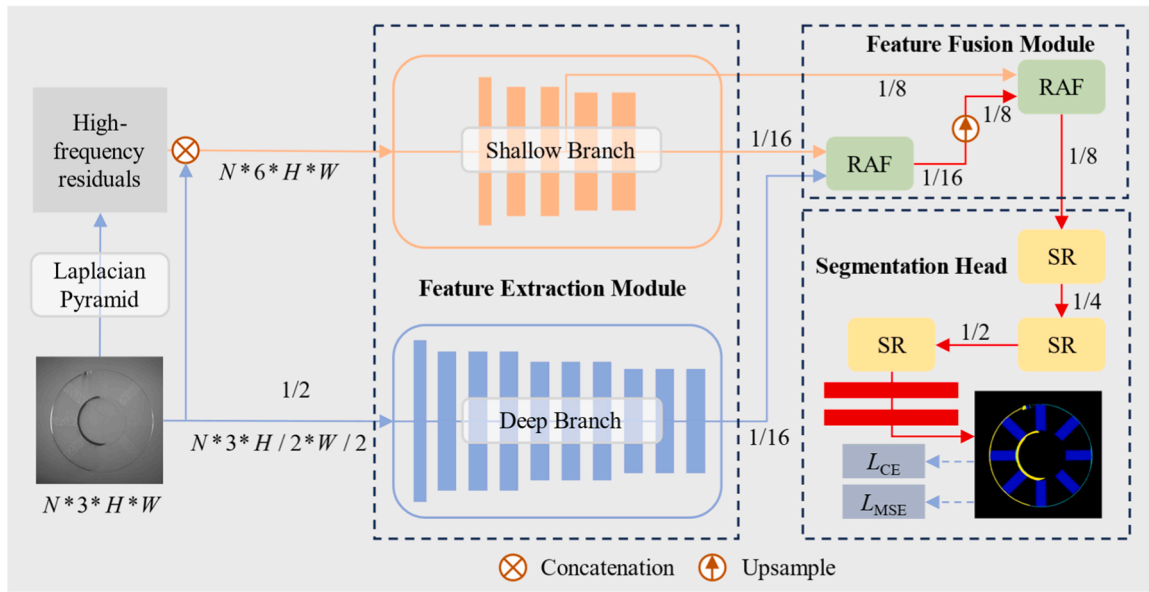 High-
frequency
residuals
Laplacian
Pyramid
N*3*H*W
N*6*H*W
1/2
N*3*H/2*W/2
Shallow Branch
Feature Extraction Module
Deep Branch
1/16
1/16
Feature Fusion Module
1/8
RAF
1/8
RAF
1/16
1/8
Segmentation Head
SR
1/4
SR
1/2
SR
L_CE
L_MSE
Concatenation
Upsample